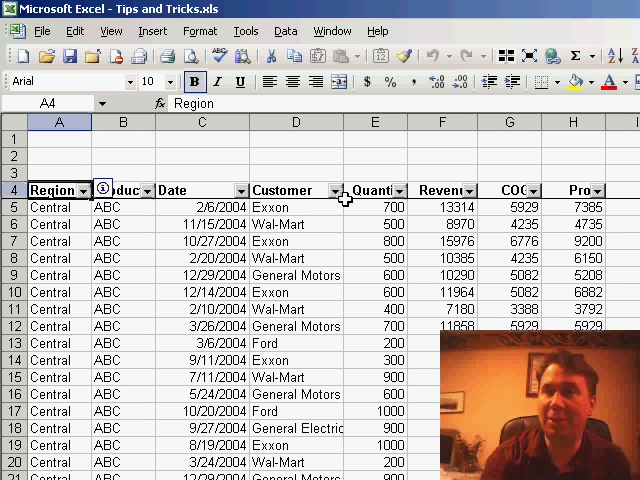 Microsoft Excel - Tips and Tricks.xls
File Edit View Insert Format Tools Data Window Help
Arial 10 B I U $ % ,
A4 fx Region
A B C D E F G H I
1
2
3
4 Region Date Customer
5 Central ABC 2/6/2004 Exxon 700 13314 5929 7385
6 Central ABC 11/15/2004 Wal-Mart 500 8970 4235 4735
7 Central ABC 10/27/2004 Exxon 800 15976 6776 9200
8 Central ABC 2/20/2004 Wal-Mart 500 10385 4235 6150
9 Central ABC 12/29/2004 General Motors 600 10290 5082 5208
10 Central ABC 12/14/2004 Exxon 600 11964 5082 6882
11 Central ABC 2/10/2004 Wal-Mart 400 7180 3388 3792
12 Central ABC 3/26/2004 General Motors 700 11858 5929 5929
13 Central ABC 3/6/2004 Ford 200
14 Central ABC 9/11/2004 Exxon 300
15 Central ABC 7/11/2004 Wal-Mart 900
16 Central ABC 5/24/2004 General Motors 600
17 Central ABC 10/20/2004 Ford 1000
18 Central ABC 9/27/2004 General Electric 900
19 Central ABC 8/19/2004 Exxon 1000
20 Central ABC 3/24/2004 Wal-Mart 200
21 Central ABC 12/29/2004 General Motors 900